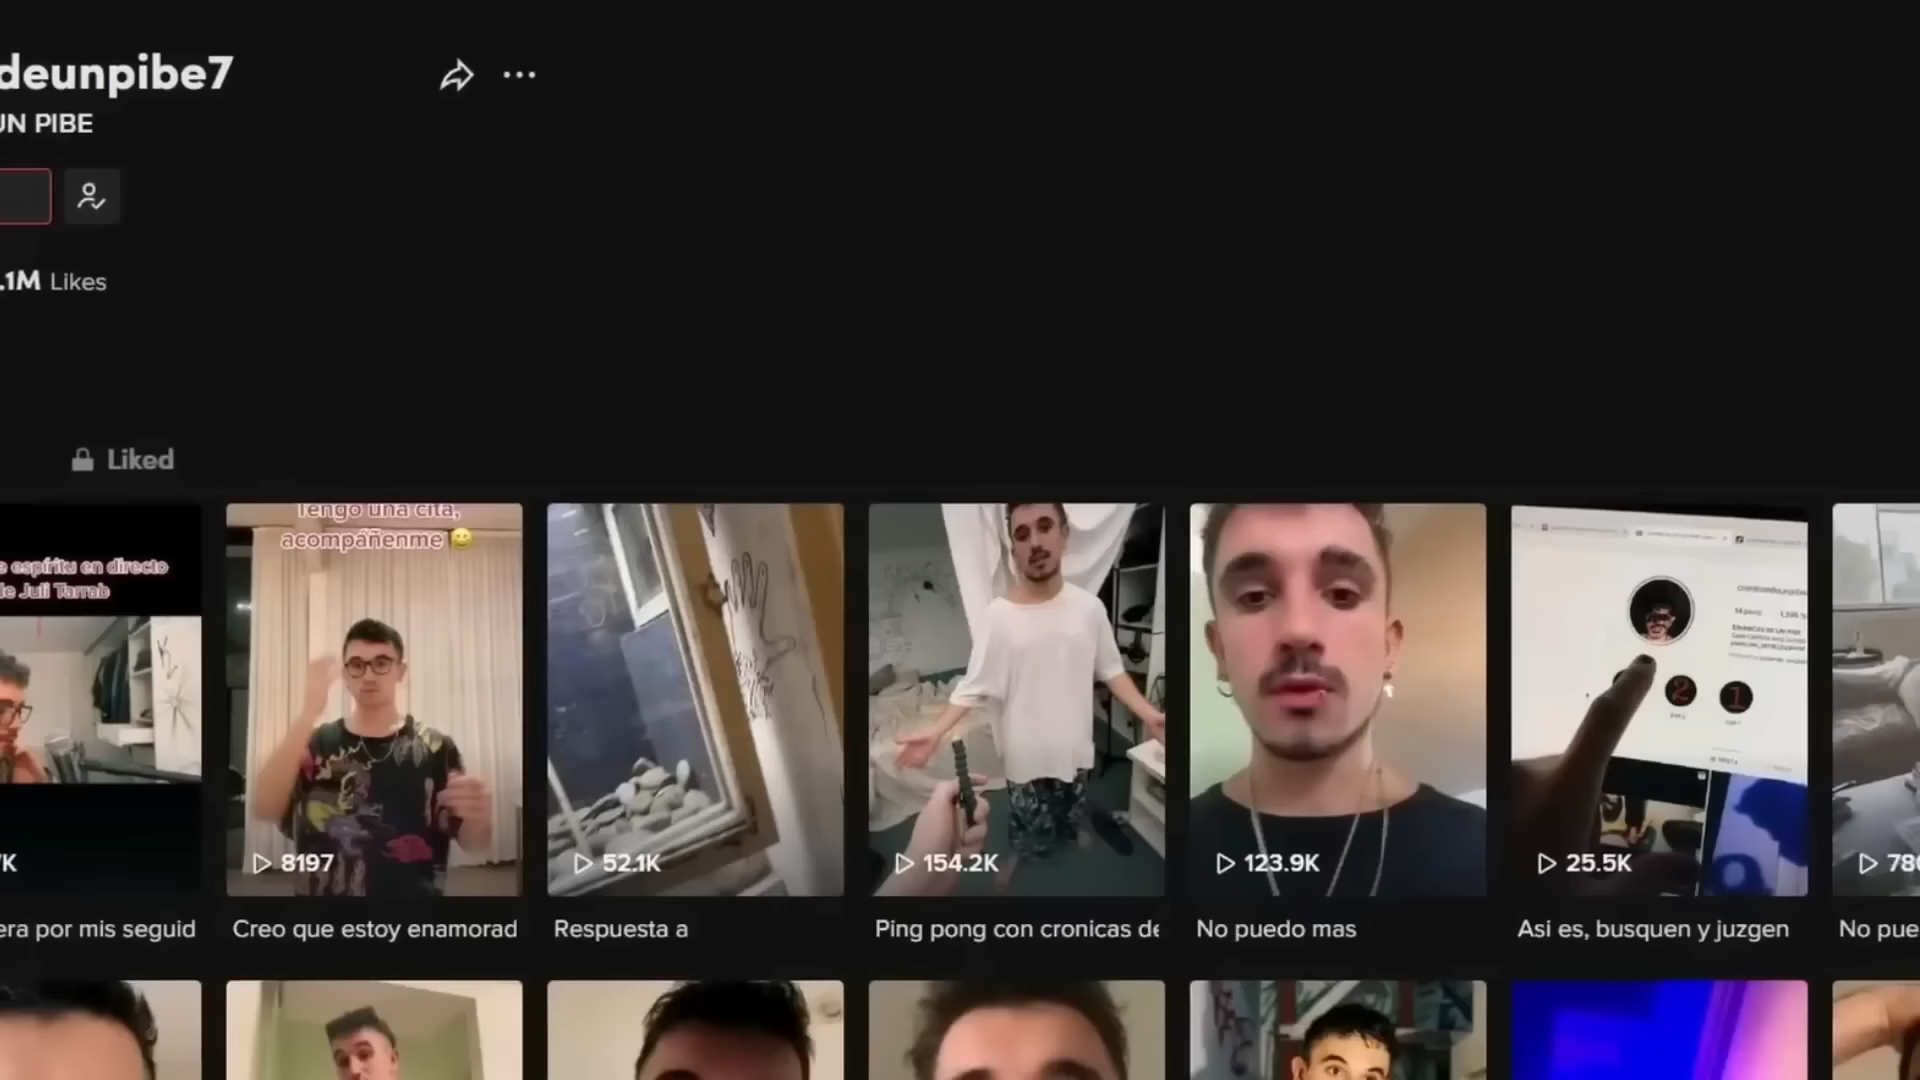 deunpibe7
UN PIBE
.1M Likes
Liked
e espíritu en directo
de Juli Tarrab
Tengo una cita,
acompáñenme
8197
52.1K
154.2K
123.9K
25.5K
780
era por mis seguid
Creo que estoy enamorad
Respuesta a
Ping pong con cronicas de
No puedo mas
Asi es, busquen y juzgen
No pue